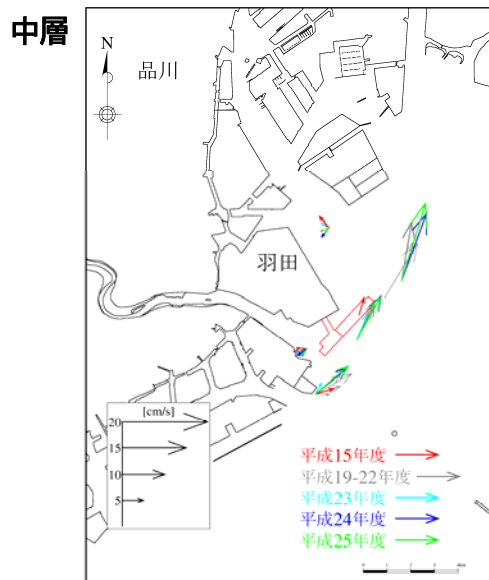 中層
N
品川
羽田
[cm/s]
20
15
10
5
平成15年度
平成19-22年度
平成23年度
平成24年度
平成25年度